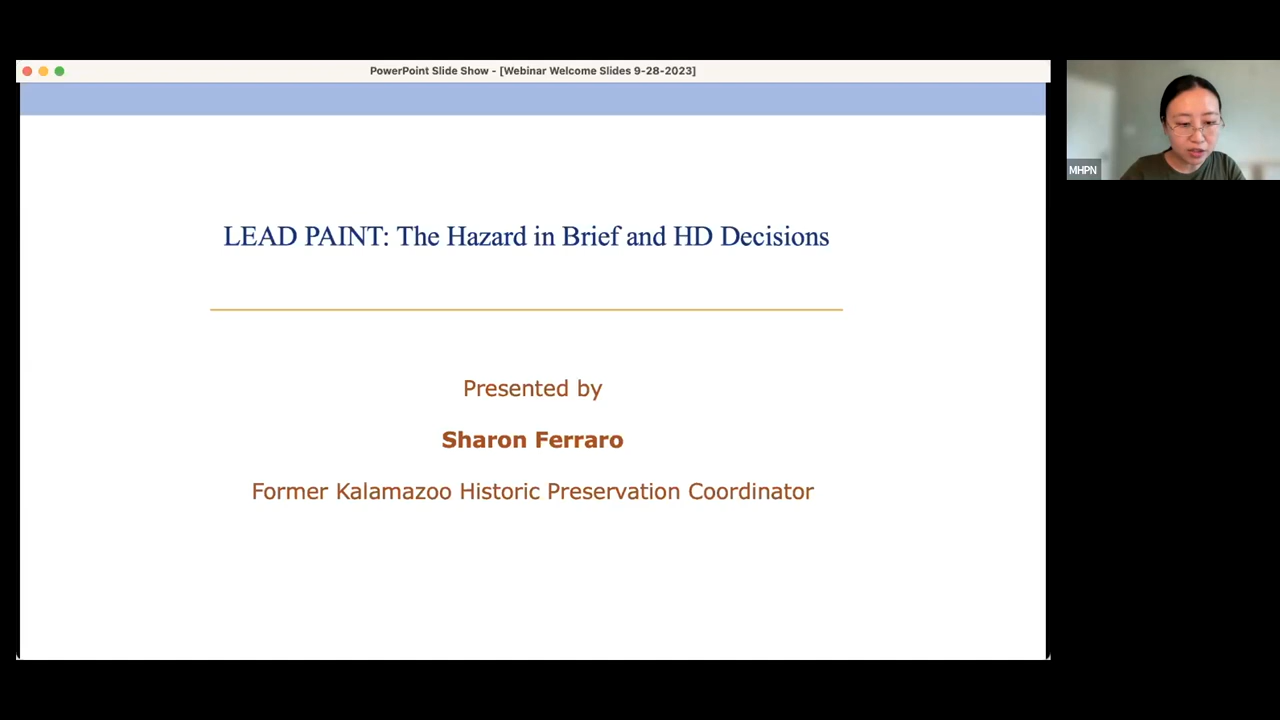 PowerPoint Slide Show - [Webinar Welcome Slides 9-28-2023]
LEAD PAINT: The Hazard in Brief and HD Decisions
Presented by
Sharon Ferraro
Former Kalamazoo Historic Preservation Coordinator
MHPN